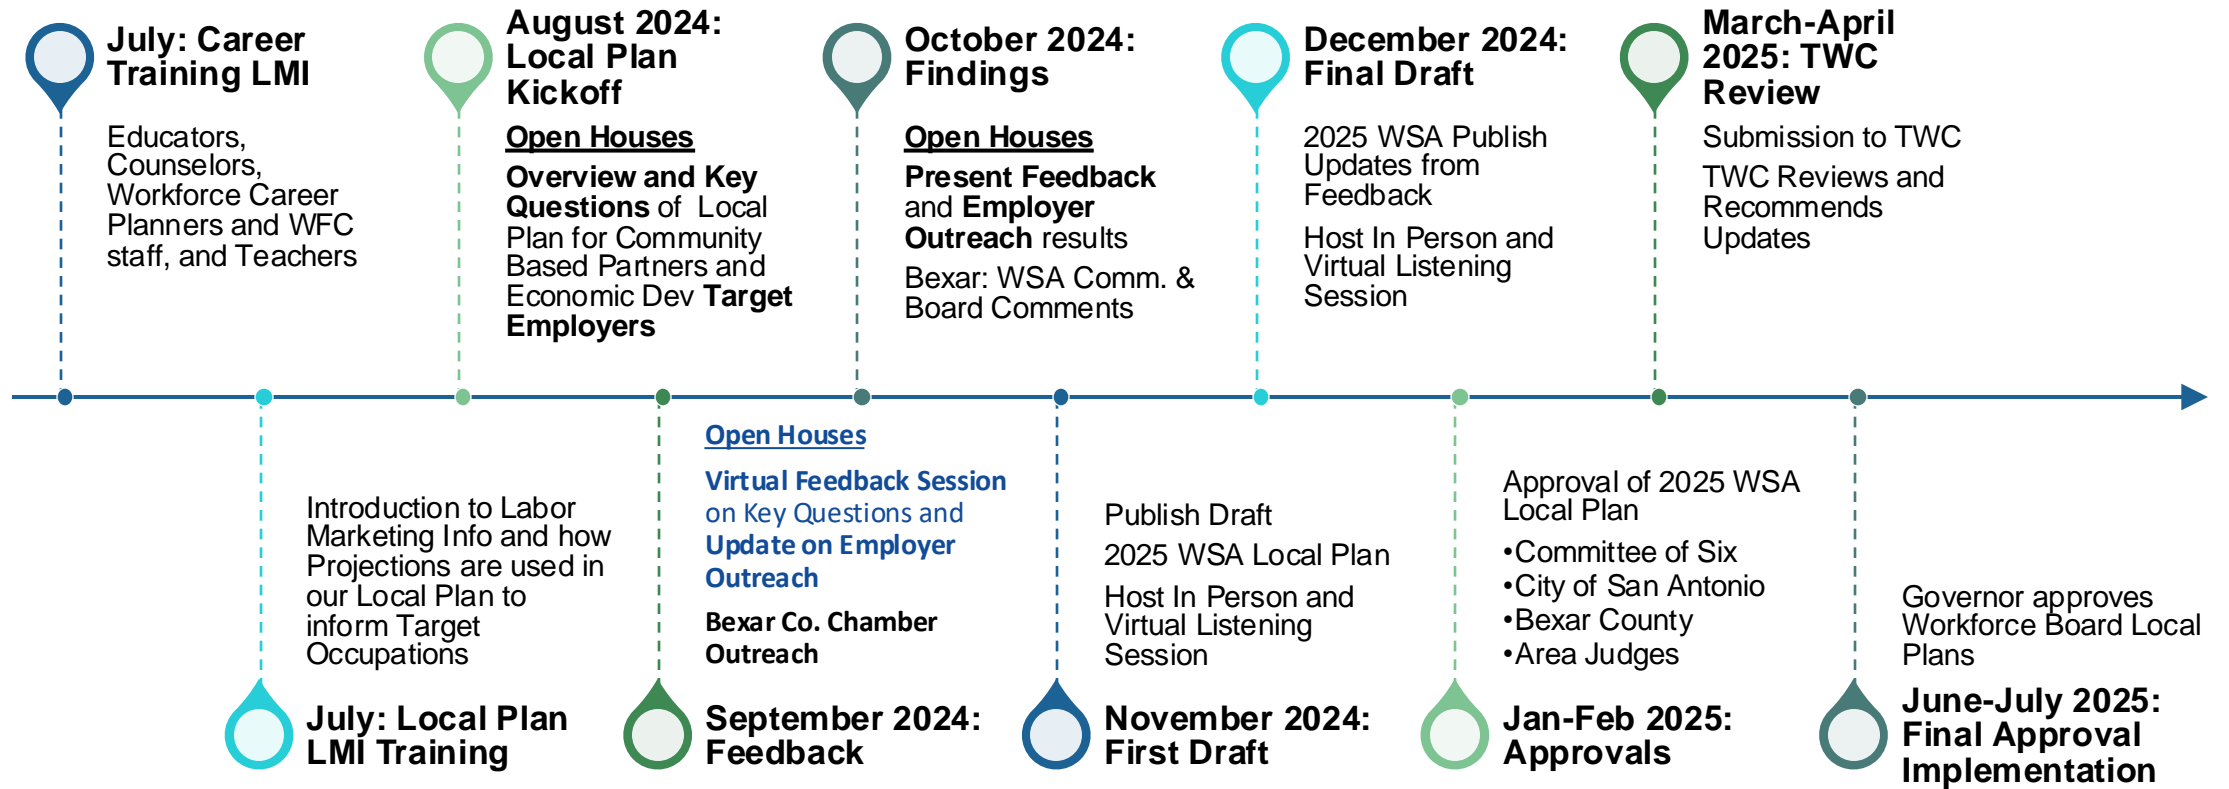 July: Career
Training LMI
Educators,
Counselors,
Workforce Career
Planners and WFC
staff, and Teachers
August 2024:
Local Plan
Kickoff
Open Houses
Overview and Key
Questions of Local
Plan for Community
Based Partners and
Economic Dev Target
Employers
October 2024:
Findings
Open Houses
Present Feedback
and Employer
Outreach results
Bexar: WSA Comm. &
Board Comments
December 2024:
Final Draft
2025 WSA Publish
Updates from
Feedback
Host In Person and
Virtual Listening
Session
March-April
2025: TWC
Review
Submission to TWC
TWC Reviews and
Recommends
Updates
Introduction to Labor
Marketing Info and how
Projections are used in
our Local Plan to
inform Target
Occupations
July: Local Plan
LMI Training
Open Houses
Virtual Feedback Session
on Key Questions and
Update on Employer
Outreach
Bexar Co. Chamber
Outreach
September 2024:
Feedback
Publish Draft
2025 WSA Local Plan
Host In Person and
Virtual Listening
Session
November 2024:
First Draft
Approval of 2025 WSA
Local Plan
•Committee of Six
•City of San Antonio
•Bexar County
•Area Judges
Jan-Feb 2025:
Approvals
Governor approves
Workforce Board Local
Plans
June-July 2025:
Final Approval
Implementation